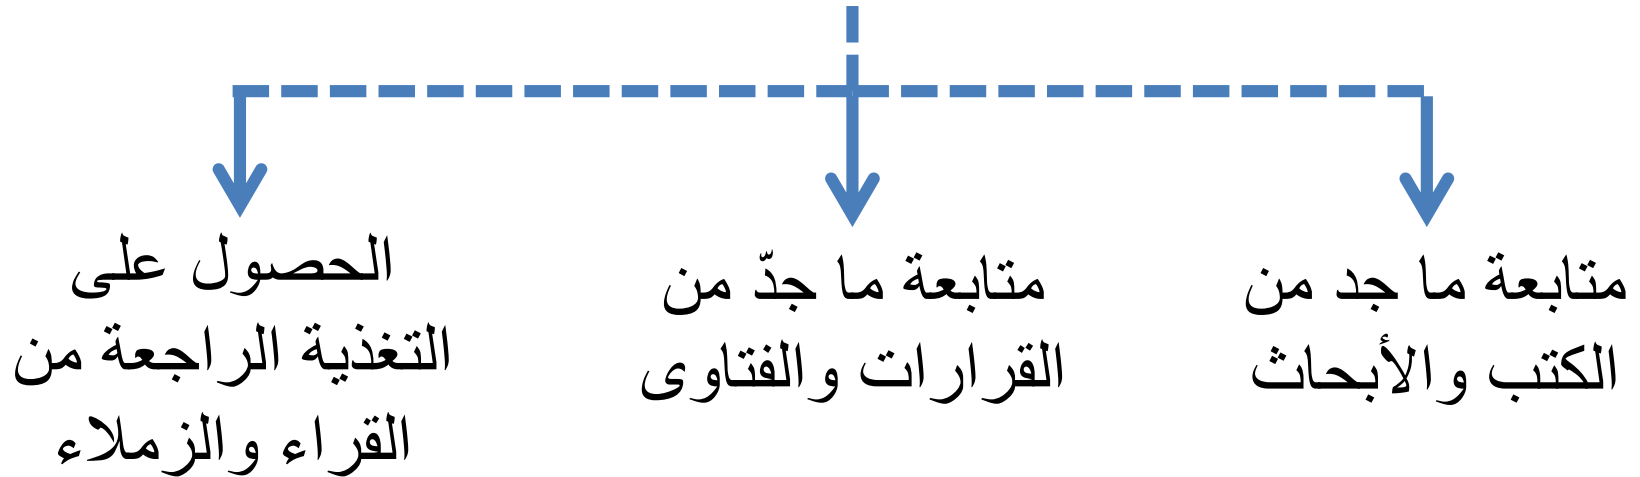 متابعة ما جد من
الكتب والأبحاث
متابعة ما جدّ من
القرارات والفتاوى
الحصول على
التغذية الراجعة من
القراء والزملاء